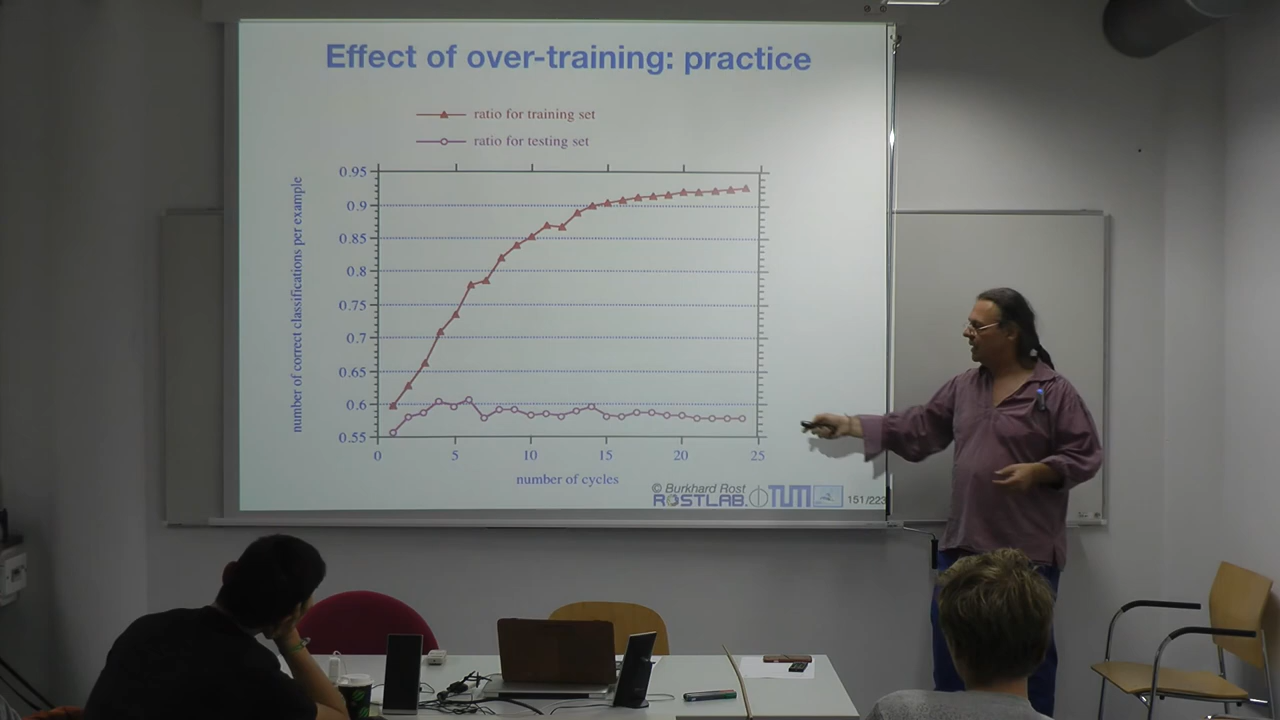 Effect of over-training: practice
ratio for training set
ratio for testing set
number of correct classifications per example
0.95
0.9
0.85
0.8
0.75
0.7
0.65
0.6
0.55
0 5 10 15 20 25
number of cycles
© Burkhard Rost
ROSTLAB. TUM 151/223